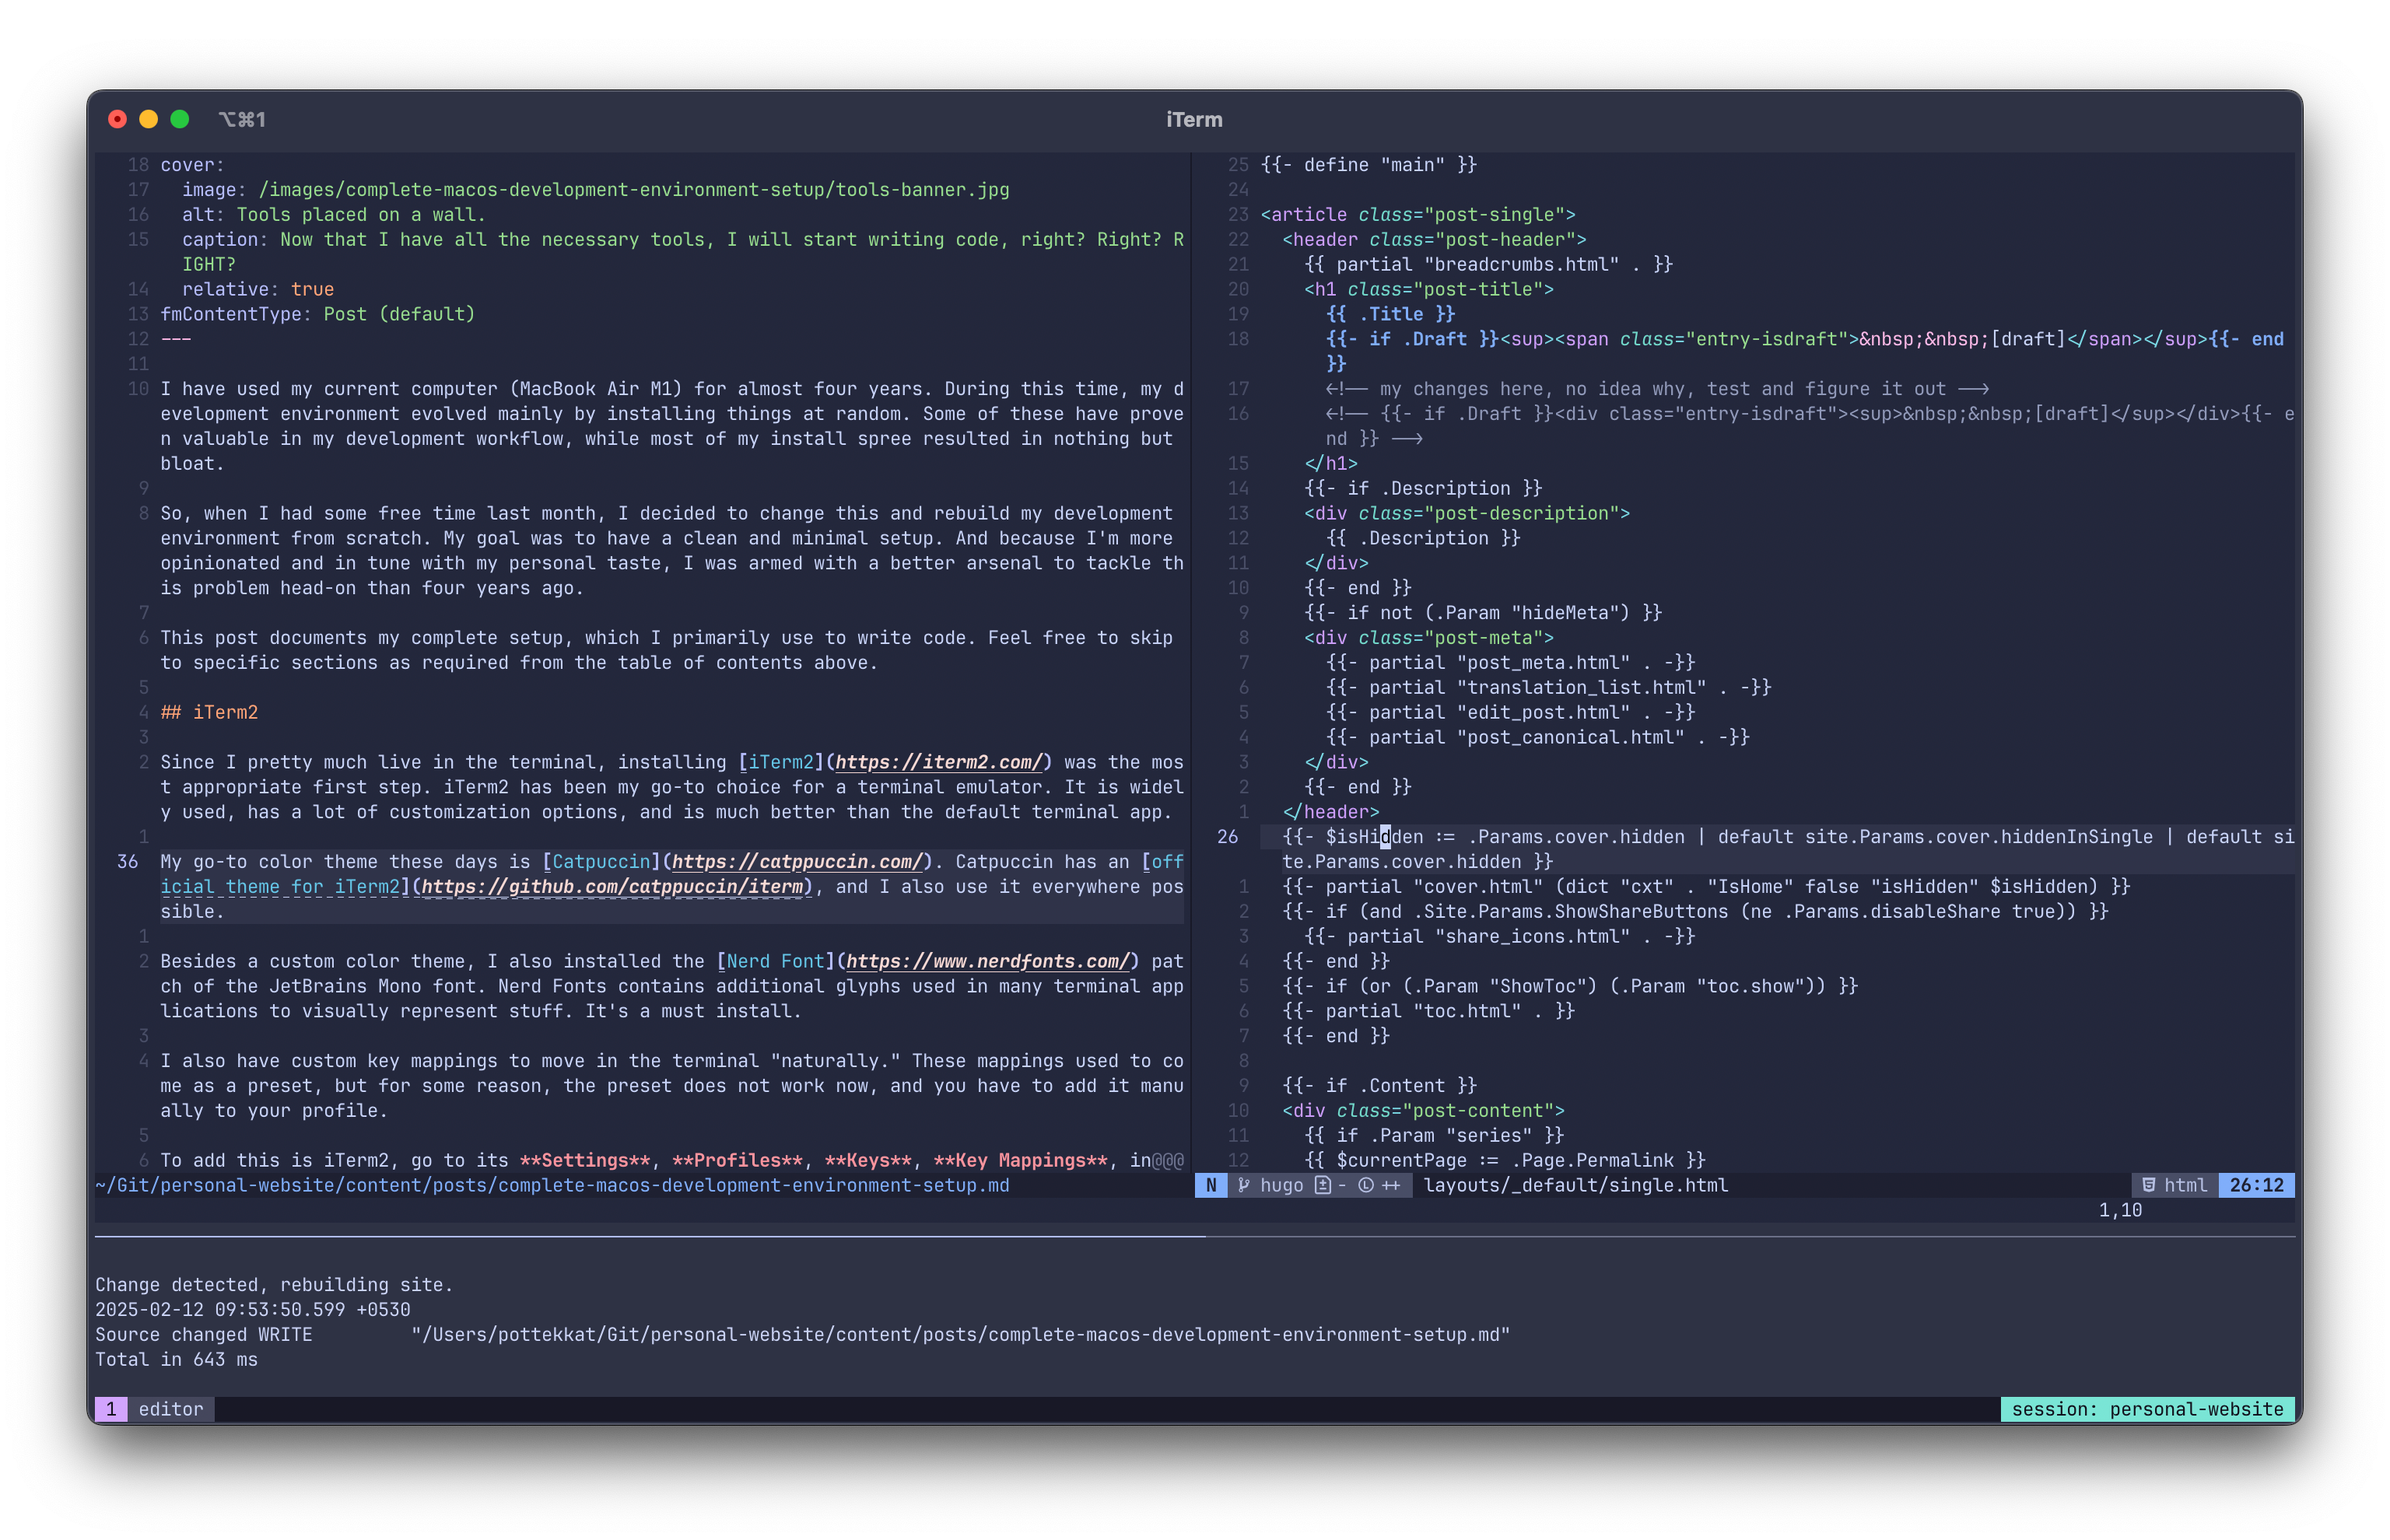 ⌥⌘1
iTerm
18 cover:
17   image: /images/complete-macos-development-environment-setup/tools-banner.jpg
16   alt: Tools placed on a wall.
15   caption: Now that I have all the necessary tools, I will start writing code, right? Right? R
IGHT?
14   relative: true
13 fmContentType: Post (default)
12 ---
11
10 I have used my current computer (MacBook Air M1) for almost four years. During this time, my d
evelopment environment evolved mainly by installing things at random. Some of these have prove
n valuable in my development workflow, while most of my install spree resulted in nothing but
bloat.
9
8 So, when I had some free time last month, I decided to change this and rebuild my development
environment from scratch. My goal was to have a clean and minimal setup. And because I'm more
opinionated and in tune with my personal taste, I was armed with a better arsenal to tackle th
is problem head-on than four years ago.
7
6 This post documents my complete setup, which I primarily use to write code. Feel free to skip
to specific sections as required from the table of contents above.
5
4 ## iTerm2
3
2 Since I pretty much live in the terminal, installing [iTerm2](https://iterm2.com/) was the mos
t appropriate first step. iTerm2 has been my go-to choice for a terminal emulator. It is widel
y used, has a lot of customization options, and is much better than the default terminal app.
1
36 My go-to color theme these days is [Catpuccin](https://catppuccin.com/). Catpuccin has an [off
icial theme for iTerm2](https://github.com/catppuccin/iterm), and I also use it everywhere pos
sible.
1
2 Besides a custom color theme, I also installed the [Nerd Font](https://www.nerdfonts.com/) pat
ch of the JetBrains Mono font. Nerd Fonts contains additional glyphs used in many terminal app
lications to visually represent stuff. It's a must install.
3
4 I also have custom key mappings to move in the terminal "naturally." These mappings used to co
me as a preset, but for some reason, the preset does not work now, and you have to add it manu
ally to your profile.
5
6 To add this is iTerm2, go to its **Settings**, **Profiles**, **Keys**, **Key Mappings**, in@@@
~/Git/personal-website/content/posts/complete-macos-development-environment-setup.md
25 {{- define "main" }}
24
23 <article class="post-single">
22   <header class="post-header">
21     {{ partial "breadcrumbs.html" . }}
20     <h1 class="post-title">
19       {{ .Title }}
18       {{- if .Draft }}<sup><span class="entry-isdraft">&nbsp;&nbsp;[draft]</span></sup>{{- end
}}
17       <!-- my changes here, no idea why, test and figure it out -->
16       <!-- {{- if .Draft }}<div class="entry-isdraft"><sup>&nbsp;&nbsp;[draft]</sup></div>{{- e
nd }} -->
15     </h1>
14     {{- if .Description }}
13     <div class="post-description">
12       {{ .Description }}
11     </div>
10     {{- end }}
9     {{- if not (.Param "hideMeta") }}
8     <div class="post-meta">
7       {{- partial "post_meta.html" . -}}
6       {{- partial "translation_list.html" . -}}
5       {{- partial "edit_post.html" . -}}
4       {{- partial "post_canonical.html" . -}}
3     </div>
2     {{- end }}
1   </header>
26   {{- $isHidden := .Params.cover.hidden | default site.Params.cover.hiddenInSingle | default si
te.Params.cover.hidden }}
1   {{- partial "cover.html" (dict "cxt" . "IsHome" false "isHidden" $isHidden) }}
2   {{- if (and .Site.Params.ShowShareButtons (ne .Params.disableShare true)) }}
3     {{- partial "share_icons.html" . -}}
4   {{- end }}
5   {{- if (or (.Param "ShowToc") (.Param "toc.show")) }}
6   {{- partial "toc.html" . }}
7   {{- end }}
8
9   {{- if .Content }}
10   <div class="post-content">
11     {{ if .Param "series" }}
12     {{ $currentPage := .Page.Permalink }}
N hugo - ++ layouts/_default/single.html html 26:12
1,10
Change detected, rebuilding site.
2025-02-12 09:53:50.599 +0530
Source changed WRITE "/Users/pottekkat/Git/personal-website/content/posts/complete-macos-development-environment-setup.md"
Total in 643 ms
1 editor
session: personal-website